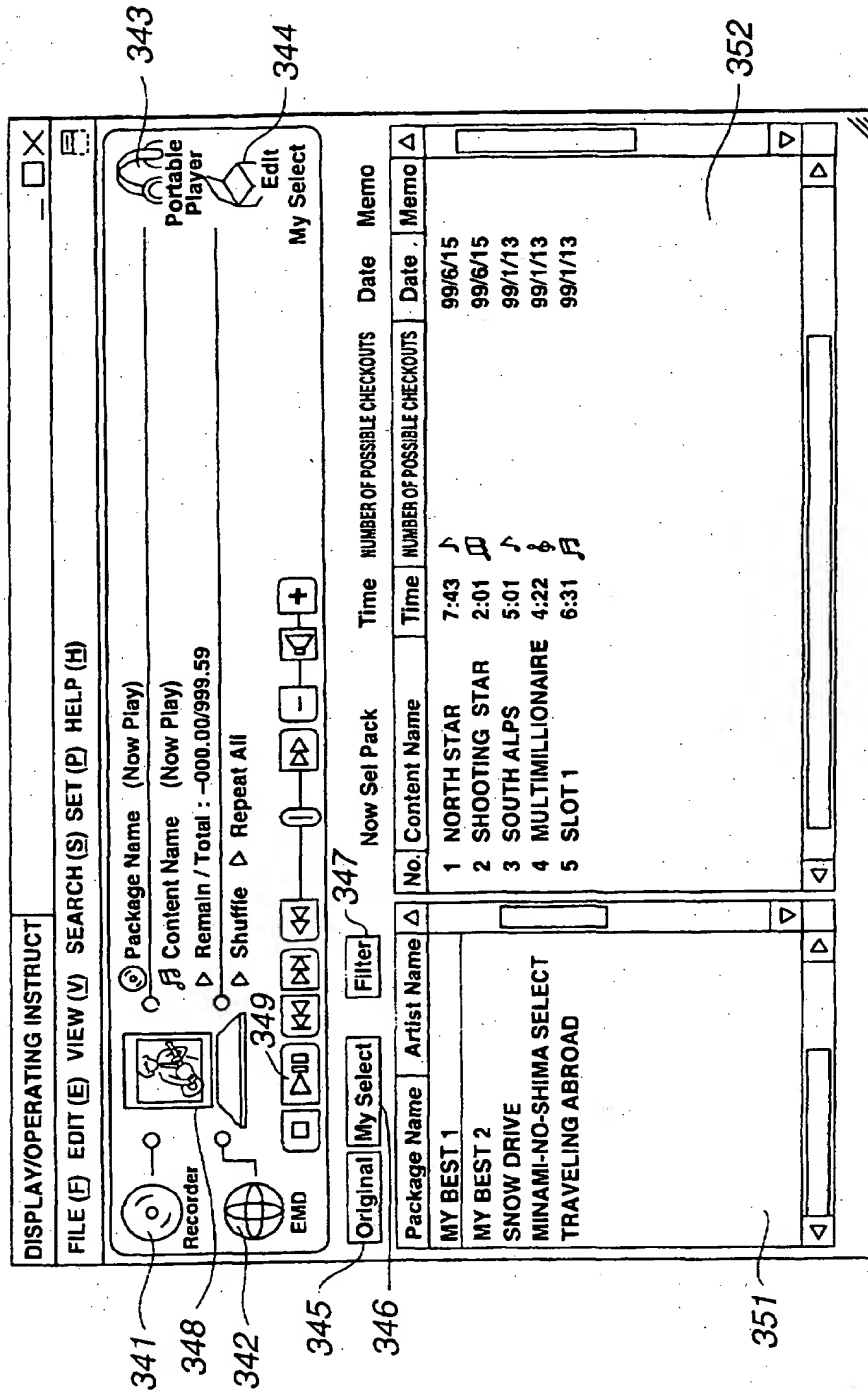 DISPLAY/OPERATING INSTRUCT
FILE (F) EDIT (E) VIEW (V) SEARCH (S) SET (P) HELP (H)
341
Recorder
348
342
EMD
Package Name (Now Play)
Content Name (Now Play)
Remain / Total : -000.00/999.59
Shuffle Repeat All
349
Portable
Player
343
Edit
344
My Select
345
Original My Select Filter 347
346
Now Sel Pack Time NUMBER OF POSSIBLE CHECKOUTS Date Memo
Package Name Artist Name
MY BEST 1
MY BEST 2
SNOW DRIVE
MINAMI-NO-SHIMA SELECT
TRAVELING ABROAD
351
No. Content Name Time NUMBER OF POSSIBLE CHECKOUTS Date Memo
1 NORTH STAR 7:43 99/6/15
2 SHOOTING STAR 2:01 99/6/15
3 SOUTH ALPS 5:01 99/1/13
4 MULTIMILLIONAIRE 4:22 99/1/13
5 SLOT 1 6:31 99/1/13
352